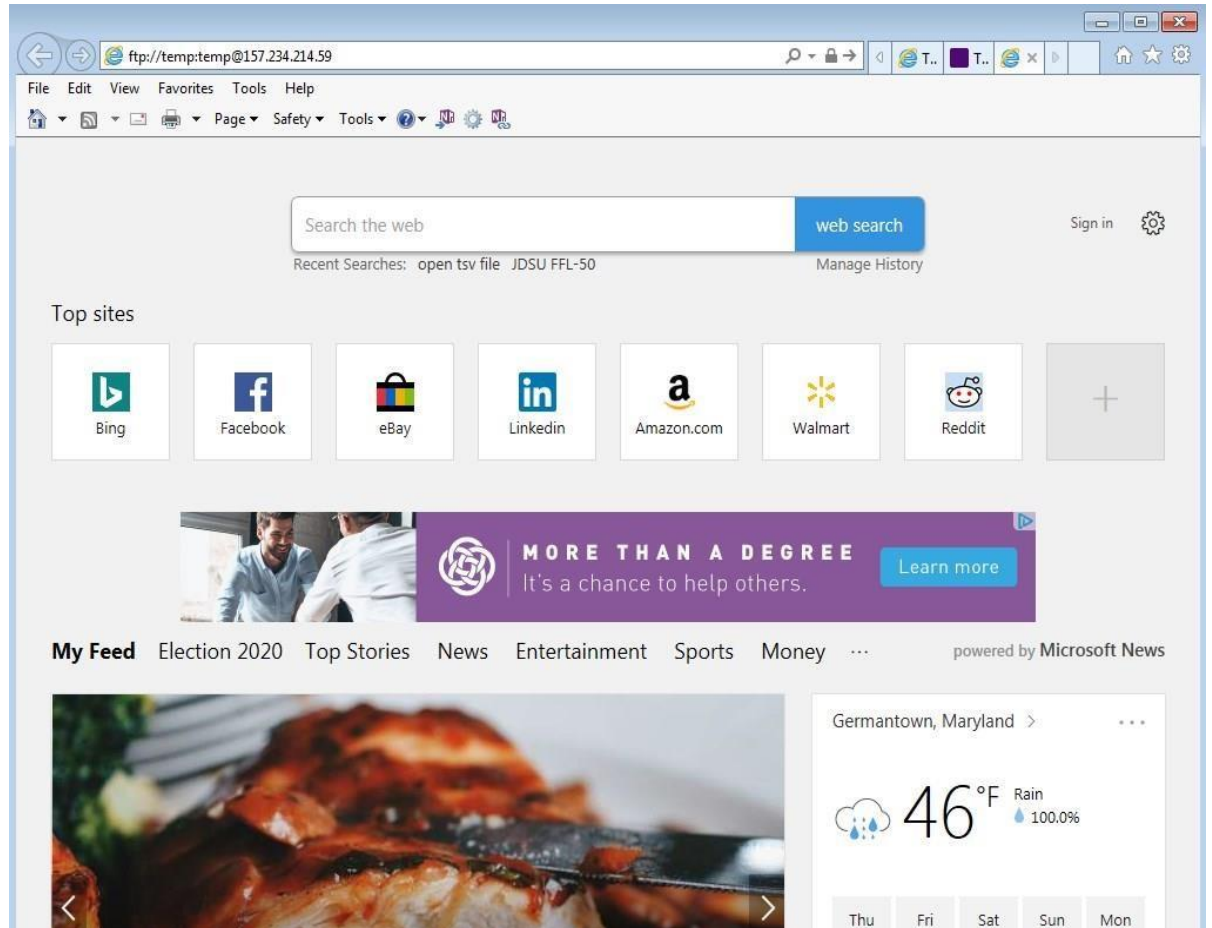 ftp://temp:temp@157.234.214.59
T..
T..
File Edit View Favorites Tools Help
Page Safety Tools
Search the web
web search
Sign in
Recent Searches: open tsv file JDSU FFL-50
Manage History
Top sites
Bing
Facebook
eBay
Linkedin
Amazon.com
Walmart
Reddit
MORE THAN A DEGREE
It's a chance to help others.
Learn more
My Feed Election 2020 Top Stories News Entertainment Sports Money ...
powered by Microsoft News
Germantown, Maryland >
46°F
Rain
100.0%
Thu Fri Sat Sun Mon